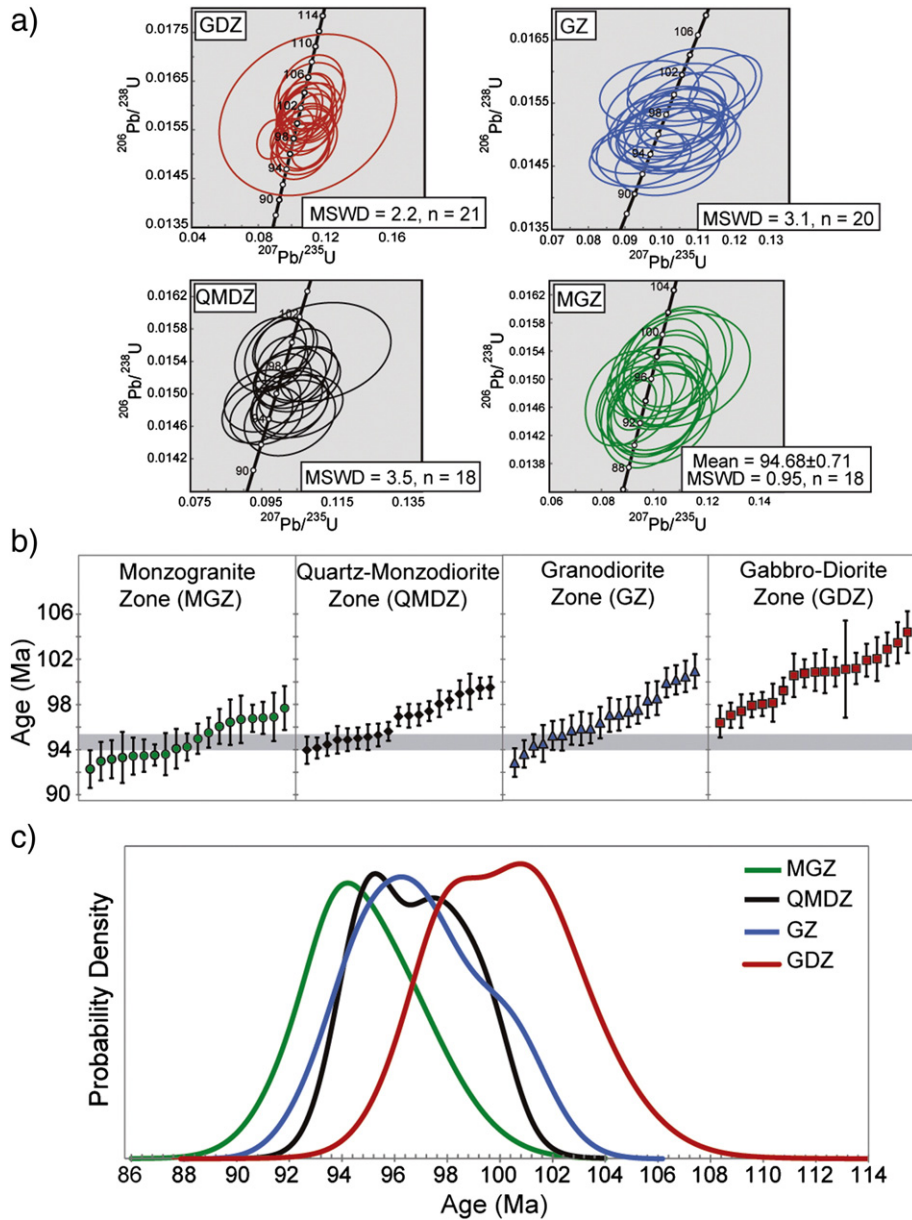 a)
GDZ
0.0175
0.0165
0.0155
0.0145
0.0135
206Pb/238U
114
110
106
102
98
94
90
MSWD = 2.2, n = 21
0.04
0.08
0.12
0.16
207Pb/235U
GZ
0.0165
0.0155
0.0145
0.0135
206Pb/238U
106
102
98
94
90
MSWD = 3.1, n = 20
0.07
0.09
0.10
0.11
0.13
207Pb/235U
QMDZ
0.0162
0.0158
0.0154
0.0150
0.0146
0.0142
206Pb/238U
102
98
94
90
MSWD = 3.5, n = 18
0.075
0.095
0.115
0.135
207Pb/235U
MGZ
0.0162
0.0158
0.0154
0.0150
0.0146
0.0142
0.0138
206Pb/238U
104
100
96
92
88
Mean = 94.68±0.71
MSWD = 0.95, n = 18
0.06
0.08
0.10
0.12
0.14
207Pb/235U
b)
Monzogranite
Zone (MGZ)
Quartz-Monzodiorite
Zone (QMDZ)
Granodiorite
Zone (GZ)
Gabbro-Diorite
Zone (GDZ)
106
102
98
94
90
Age (Ma)
c)
MGZ
QMDZ
GZ
GDZ
Probability Density
86 88 90 92 94 96 98 100 102 104 106 108 110 112 114
Age (Ma)